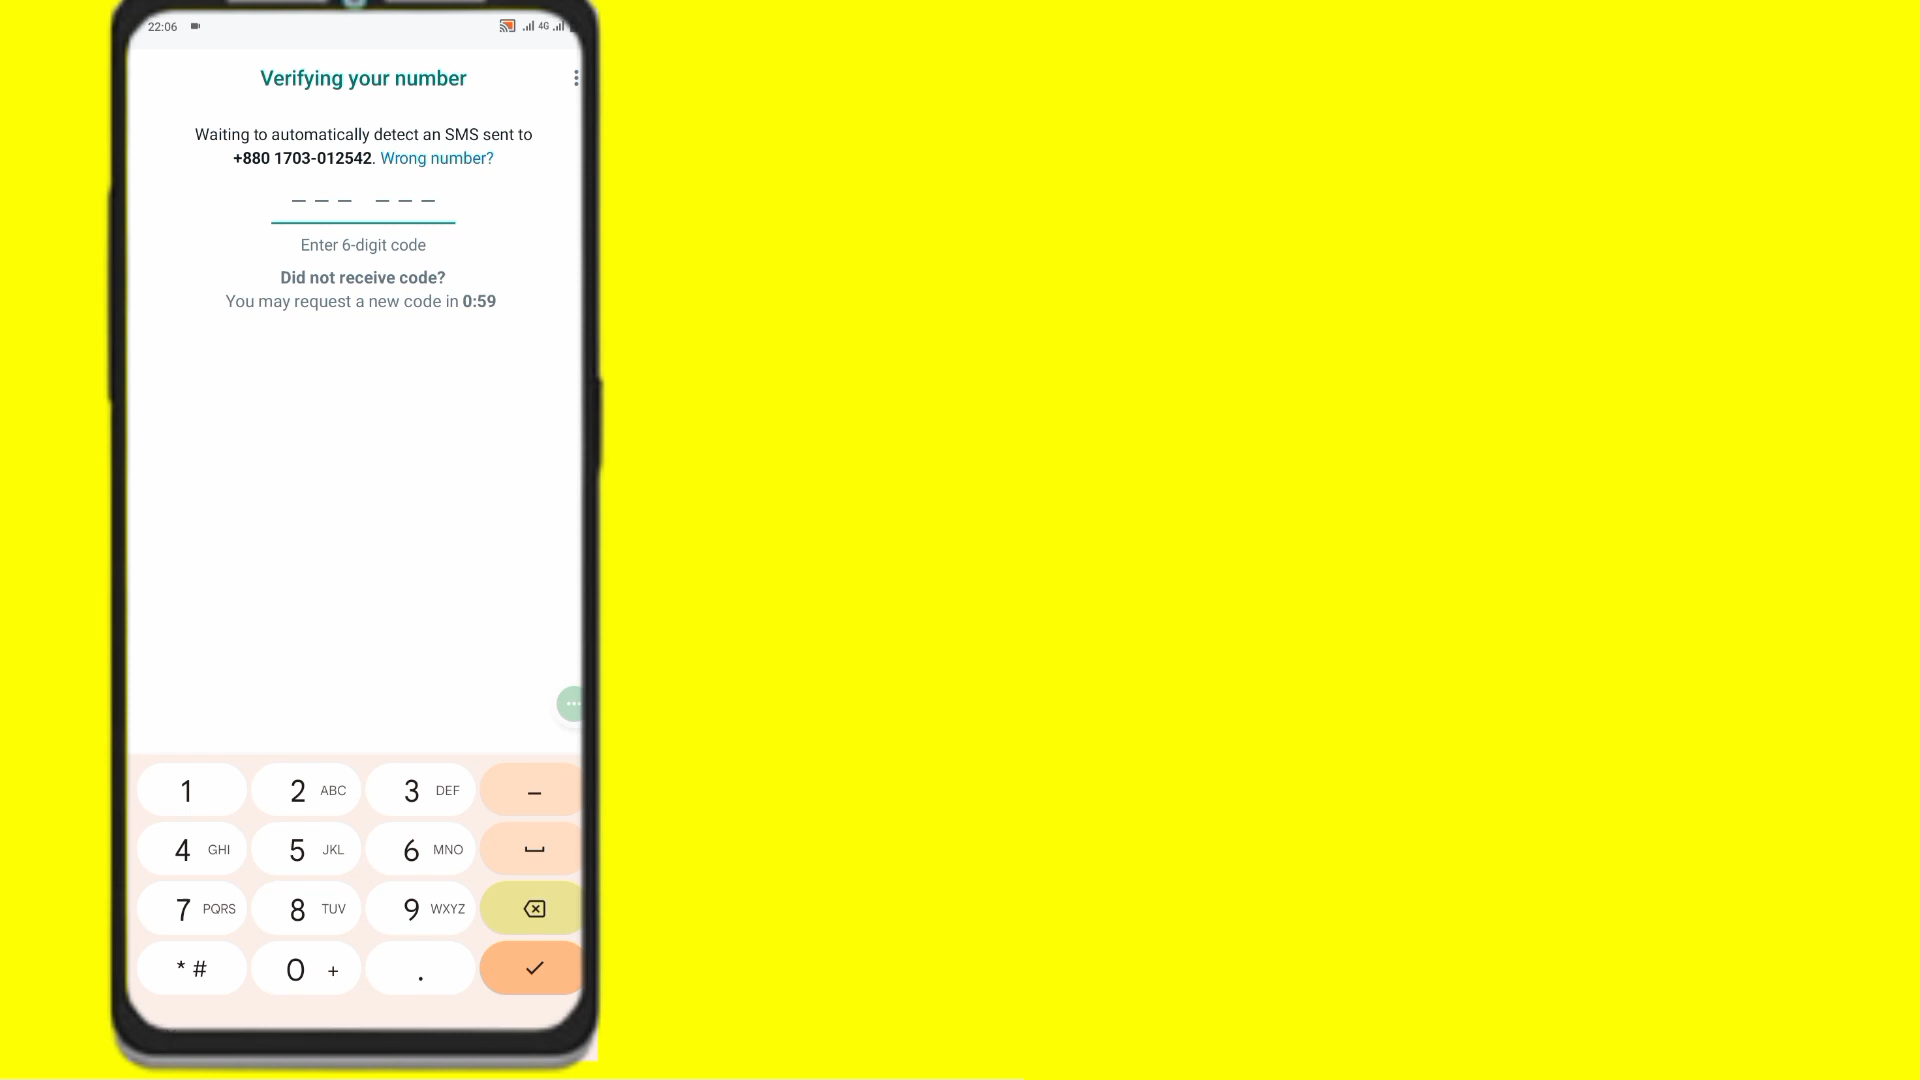 22:06 4G
Verifying your number
Waiting to automatically detect an SMS sent to
+880 1703-012542. Wrong number?
Enter 6-digit code
Did not receive code?
You may request a new code in 0:59
1 2 ABC 3 DEF –
4 GHI 5 JKL 6 MNO
7 PQRS 8 TUV 9 WXYZ
* # 0 + .